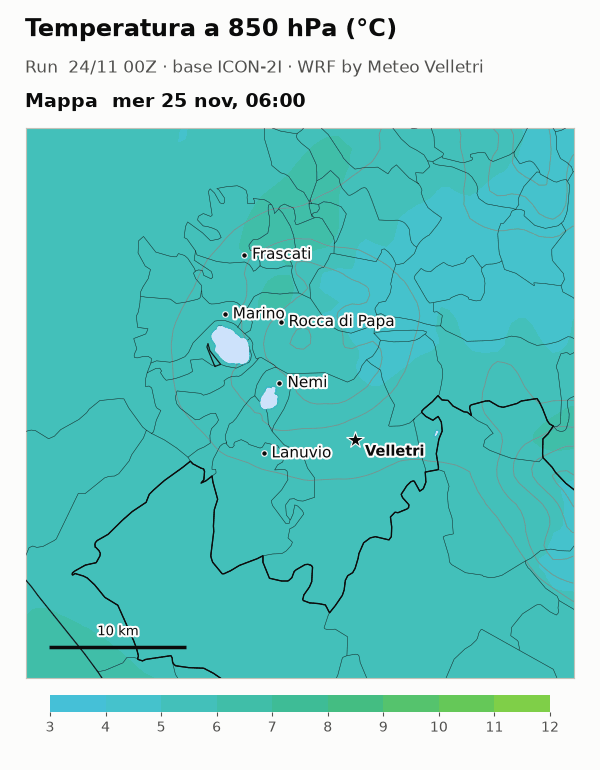 Temperatura a 850 hPa (°C)
Run  24/11 00Z · base ICON-2I · WRF by Meteo Velletri
Mappa  mer 25 nov, 06:00
Frascati
Marino
Rocca di Papa
Nemi
Velletri
Lanuvio
10 km
3 4 5 6 7 8 9 10 11 12